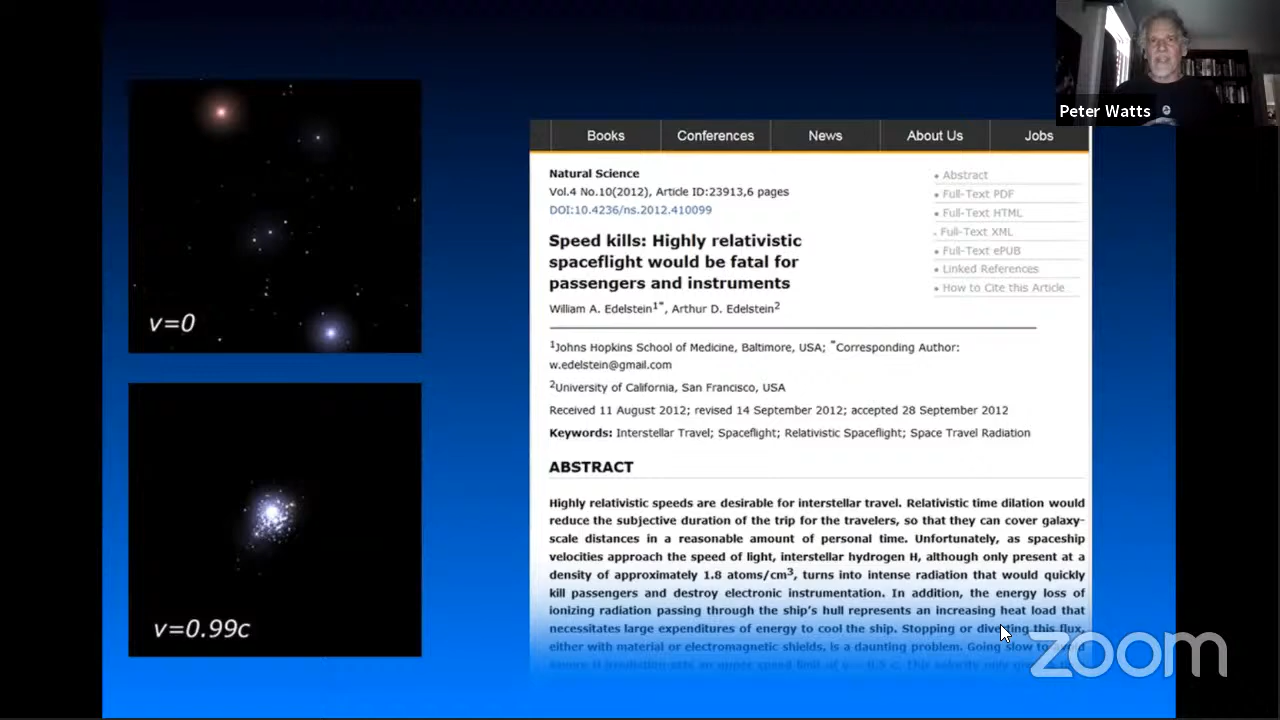 Peter Watts
Books Conferences News About Us Jobs
Natural Science
Vol.4 No.10(2012), Article ID:23913,6 pages
DOI:10.4236/ns.2012.410099
Speed kills: Highly relativistic
spaceflight would be fatal for
passengers and instruments
William A. Edelstein1*, Arthur D. Edelstein2
• Abstract
• Full-Text PDF
• Full-Text HTML
• Full-Text XML
• Full-Text ePUB
• Linked References
• How to Cite this Article
1Johns Hopkins School of Medicine, Baltimore, USA; *Corresponding Author:
w.edelstein@gmail.com
2University of California, San Francisco, USA
Received 11 August 2012; revised 14 September 2012; accepted 28 September 2012
Keywords: Interstellar Travel; Spaceflight; Relativistic Spaceflight; Space Travel Radiation
ABSTRACT
Highly relativistic speeds are desirable for interstellar travel. Relativistic time dilation would
reduce the subjective duration of the trip for the travelers, so that they can cover galaxy-
scale distances in a reasonable amount of personal time. Unfortunately, as spaceship
velocities approach the speed of light, interstellar hydrogen H, although only present at a
density of approximately 1.8 atoms/cm3, turns into intense radiation that would quickly
kill passengers and destroy electronic instrumentation. In addition, the energy loss of
ionizing radiation passing through the ship's hull represents an increasing heat load that
necessitates large expenditures of energy to cool the ship. Stopping or diverting this flux,
either with material or electromagnetic shields, is a daunting problem. Going slow to avoid
v=0
v=0.99c
zoom